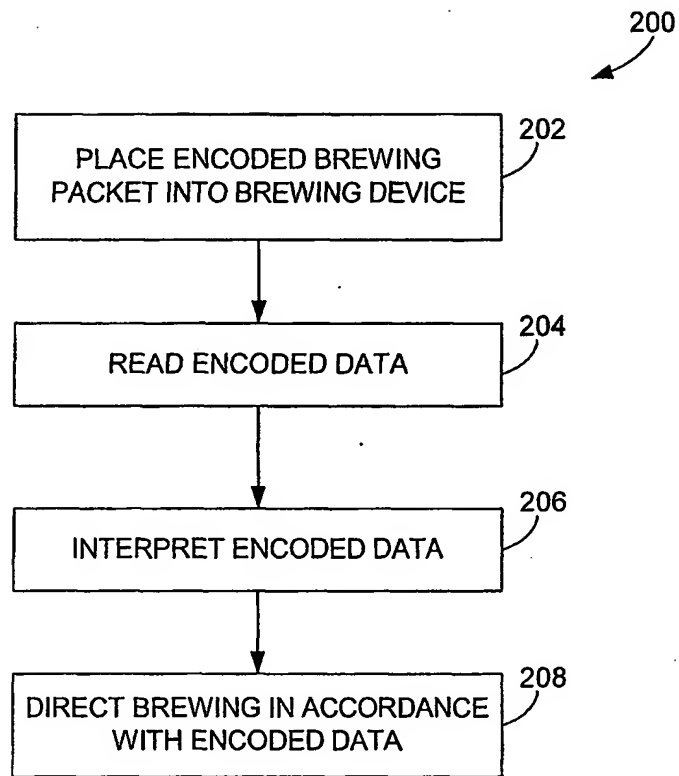 200
202
PLACE ENCODED BREWING
PACKET INTO BREWING DEVICE
204
READ ENCODED DATA
206
INTERPRET ENCODED DATA
208
DIRECT BREWING IN ACCORDANCE
WITH ENCODED DATA